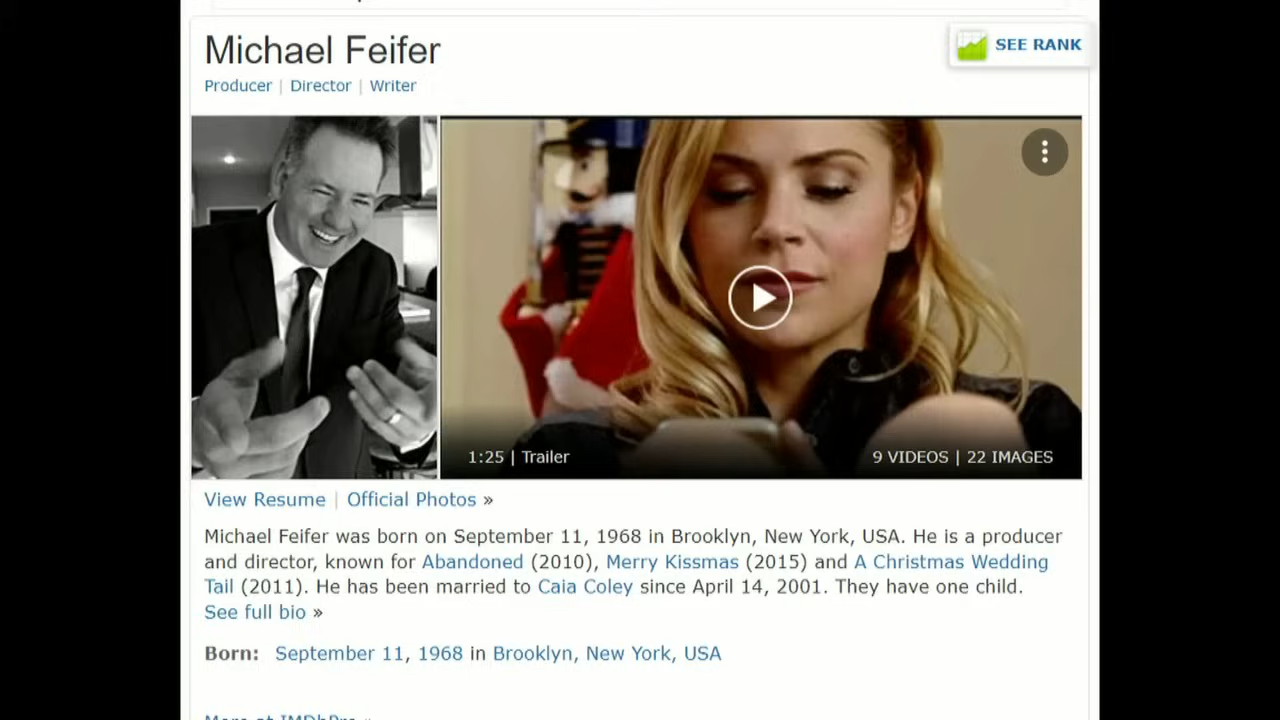 Michael Feifer
SEE RANK
Producer | Director | Writer
1:25 | Trailer
9 VIDEOS | 22 IMAGES
View Resume | Official Photos »
Michael Feifer was born on September 11, 1968 in Brooklyn, New York, USA. He is a producer
and director, known for Abandoned (2010), Merry Kissmas (2015) and A Christmas Wedding
Tail (2011). He has been married to Caia Coley since April 14, 2001. They have one child.
See full bio »
Born: September 11, 1968 in Brooklyn, New York, USA
More at IMDbPro »